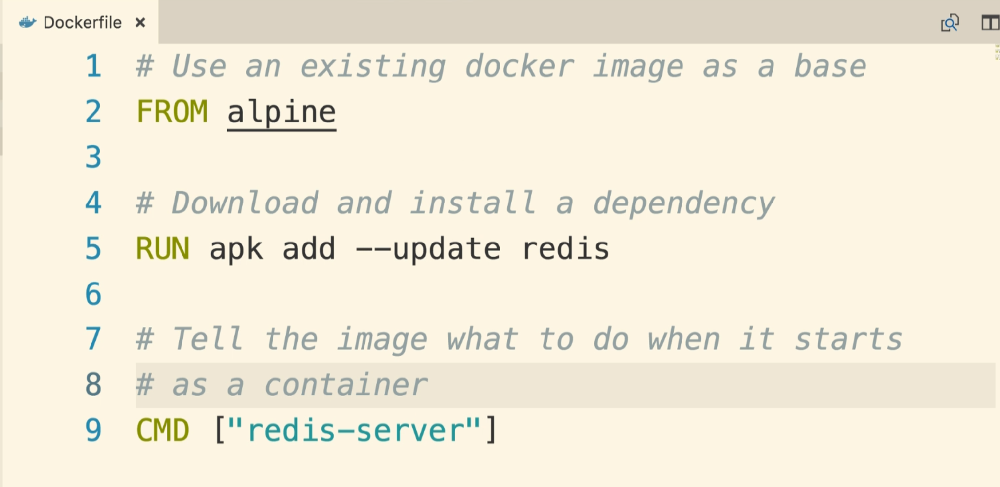 Dockerfile ×
1 # Use an existing docker image as a base
2 FROM alpine
3
4 # Download and install a dependency
5 RUN apk add --update redis
6
7 # Tell the image what to do when it starts
8 # as a container
9 CMD ["redis-server"]